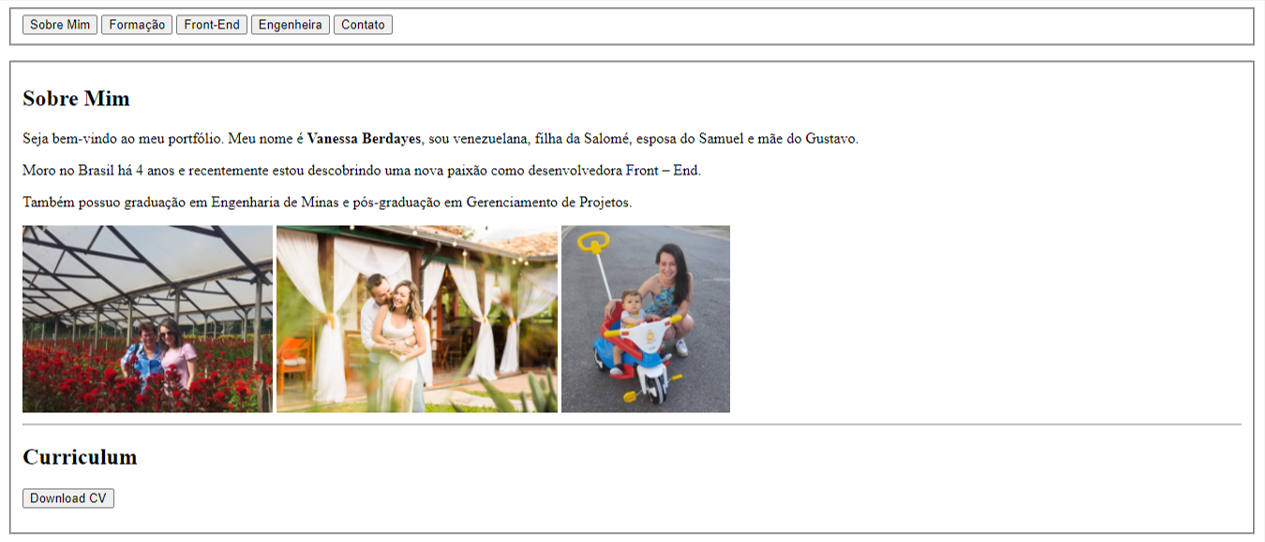 Sobre Mim Formação Front-End Engenheira Contato
Sobre Mim
Seja bem-vindo ao meu portfólio. Meu nome é Vanessa Berdayes, sou venezuelana, filha da Salomé, esposa do Samuel e mãe do Gustavo.
Moro no Brasil há 4 anos e recentemente estou descobrindo uma nova paixão como desenvolvedora Front – End.
Também possuo graduação em Engenharia de Minas e pós-graduação em Gerenciamento de Projetos.
Curriculum
Download CV